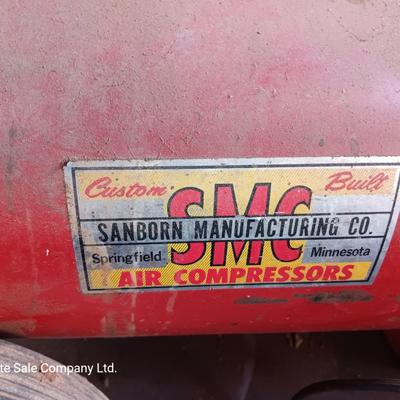 Custom SMC Built
SANBORN MANUFACTURING CO.
Springfield Minnesota
AIR COMPRESSORS
te Sale Company Ltd.